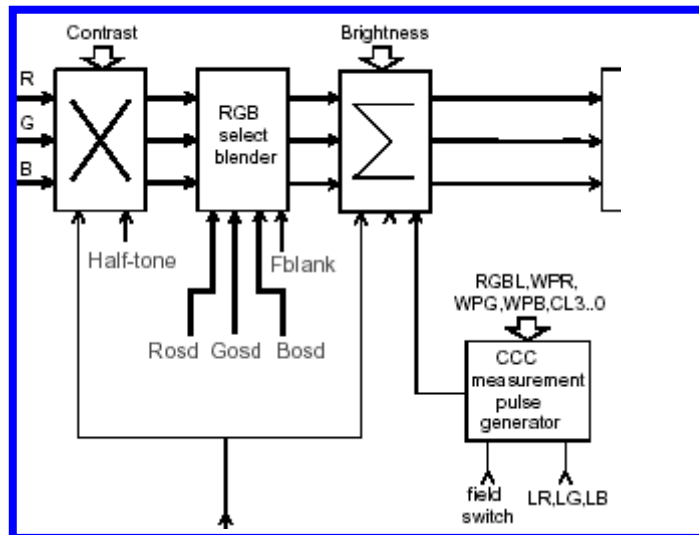 Contrast
Brightness
R
G
B
RGB
select
blender
Half-tone
Fblank
Rosd Gosd Bosd
RGBL,WPR,
WPG,WPB,CL3..0
CCC
measurement
pulse
generator
field
switch
LR,LG,LB